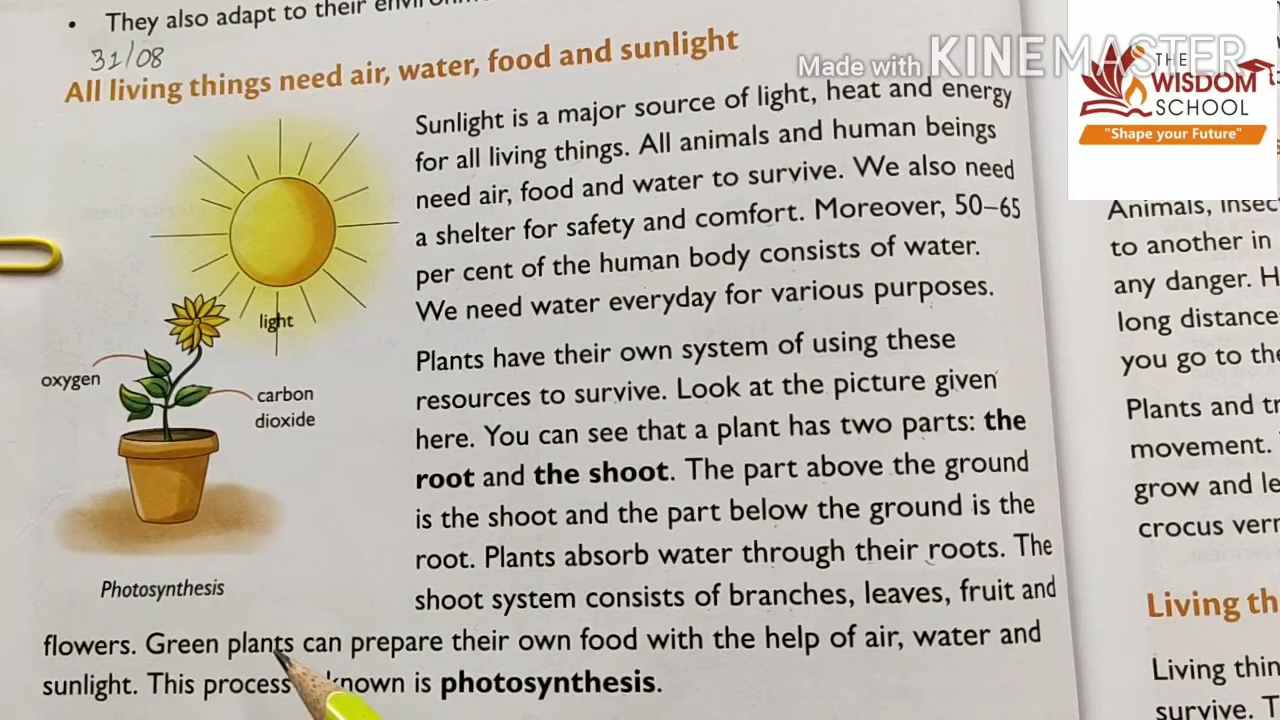 • They also adapt to their
31/08
All living things need air, water, food and sunlight
Sunlight is a major source of light, heat and energy
for all living things. All animals and human beings
need air, food and water to survive. We also need
a shelter for safety and comfort. Moreover, 50–65
per cent of the human body consists of water.
We need water everyday for various purposes.
light
oxygen
carbon
dioxide
Photosynthesis
Plants have their own system of using these
resources to survive. Look at the picture given
here. You can see that a plant has two parts: the
root and the shoot. The part above the ground
is the shoot and the part below the ground is the
root. Plants absorb water through their roots. The
shoot system consists of branches, leaves, fruit and
flowers. Green plants can prepare their own food with the help of air, water and
sunlight. This process known is photosynthesis.
Made with KINEMASTER
THE
WISDOM
SCHOOL
"Shape your Future"
Animals,
to another in
any danger.
long distance
you go to the
Plants and
movement.
grow and
crocus
Living
Living
survive.